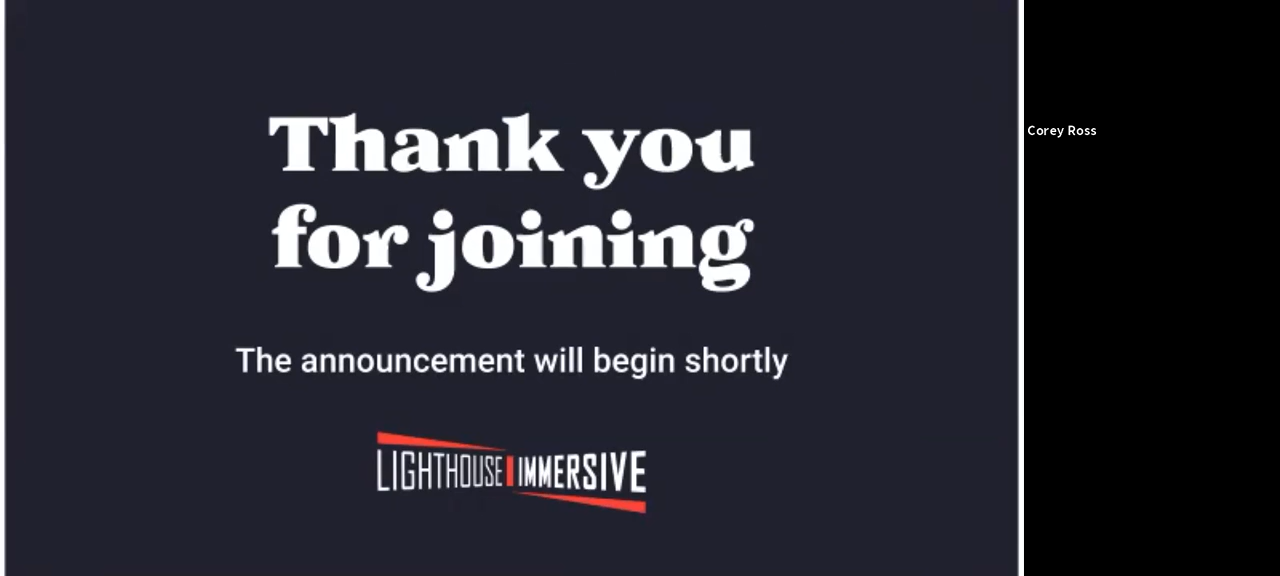 Thank you
for joining
The announcement will begin shortly
LIGHTHOUSE IMMERSIVE
Corey Ross